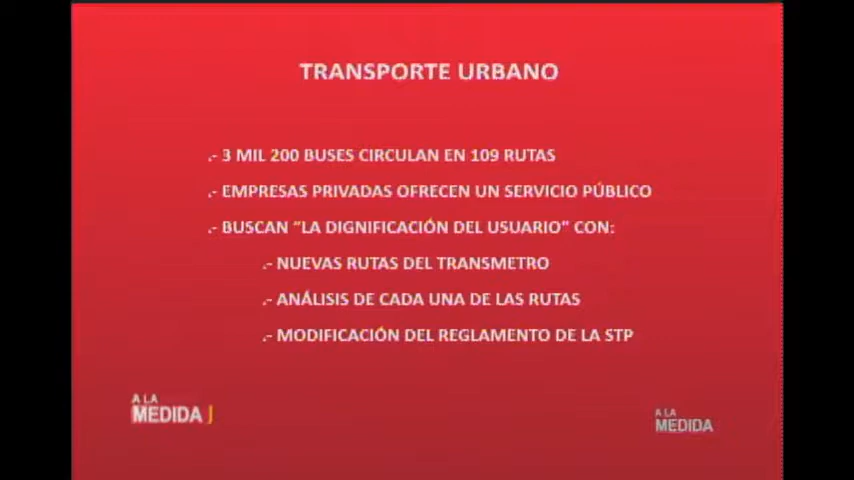 TRANSPORTE URBANO
.- 3 MIL 200 BUSES CIRCULAN EN 109 RUTAS
.- EMPRESAS PRIVADAS OFRECEN UN SERVICIO PÚBLICO
.- BUSCAN “LA DIGNIFICACIÓN DEL USUARIO” CON:
.- NUEVAS RUTAS DEL TRANSMETRO
.- ANÁLISIS DE CADA UNA DE LAS RUTAS
.- MODIFICACIÓN DEL REGLAMENTO DE LA STP
A LA
MEDIDA
A LA
MEDIDA